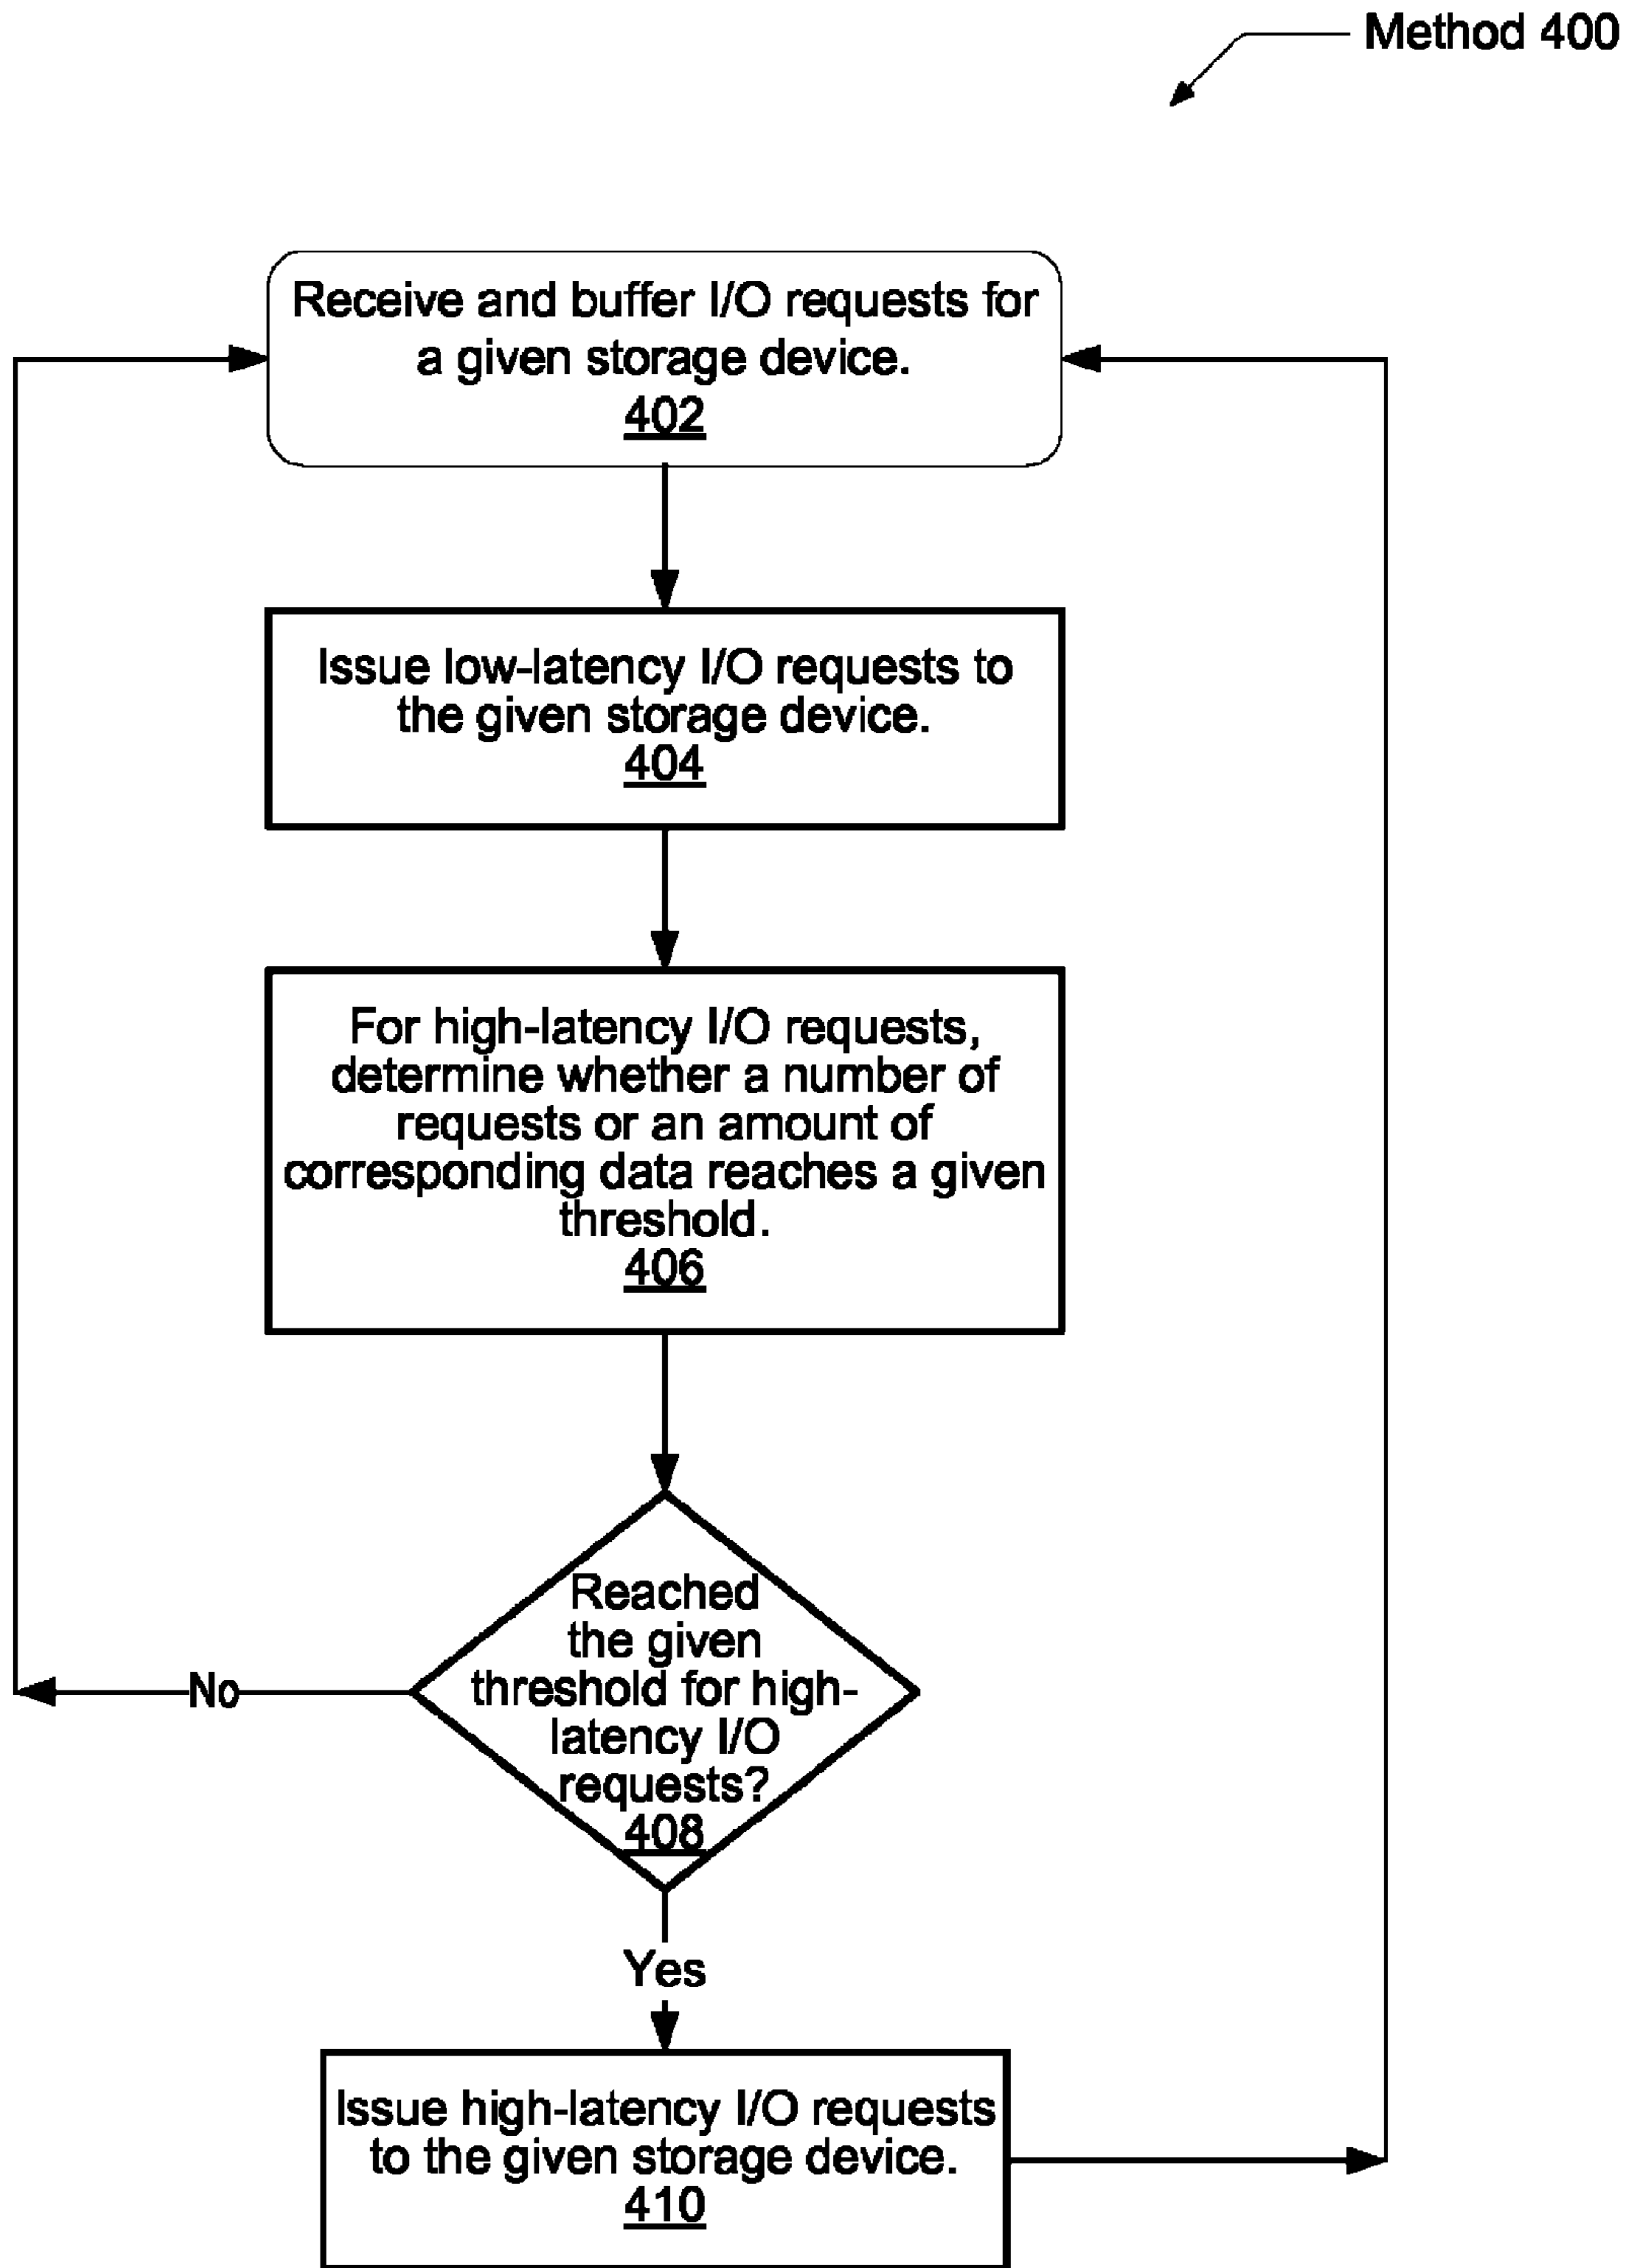 Method 400
Receive and buffer I/O requests for
a given storage device.
402
Issue low-latency I/O requests to
the given storage device.
404
For high-latency I/O requests,
determine whether a number of
requests or an amount of
corresponding data reaches a given
threshold.
406
Reached
the given
threshold for high-
latency I/O
requests?
408
No
Yes
Issue high-latency I/O requests
to the given storage device.
410